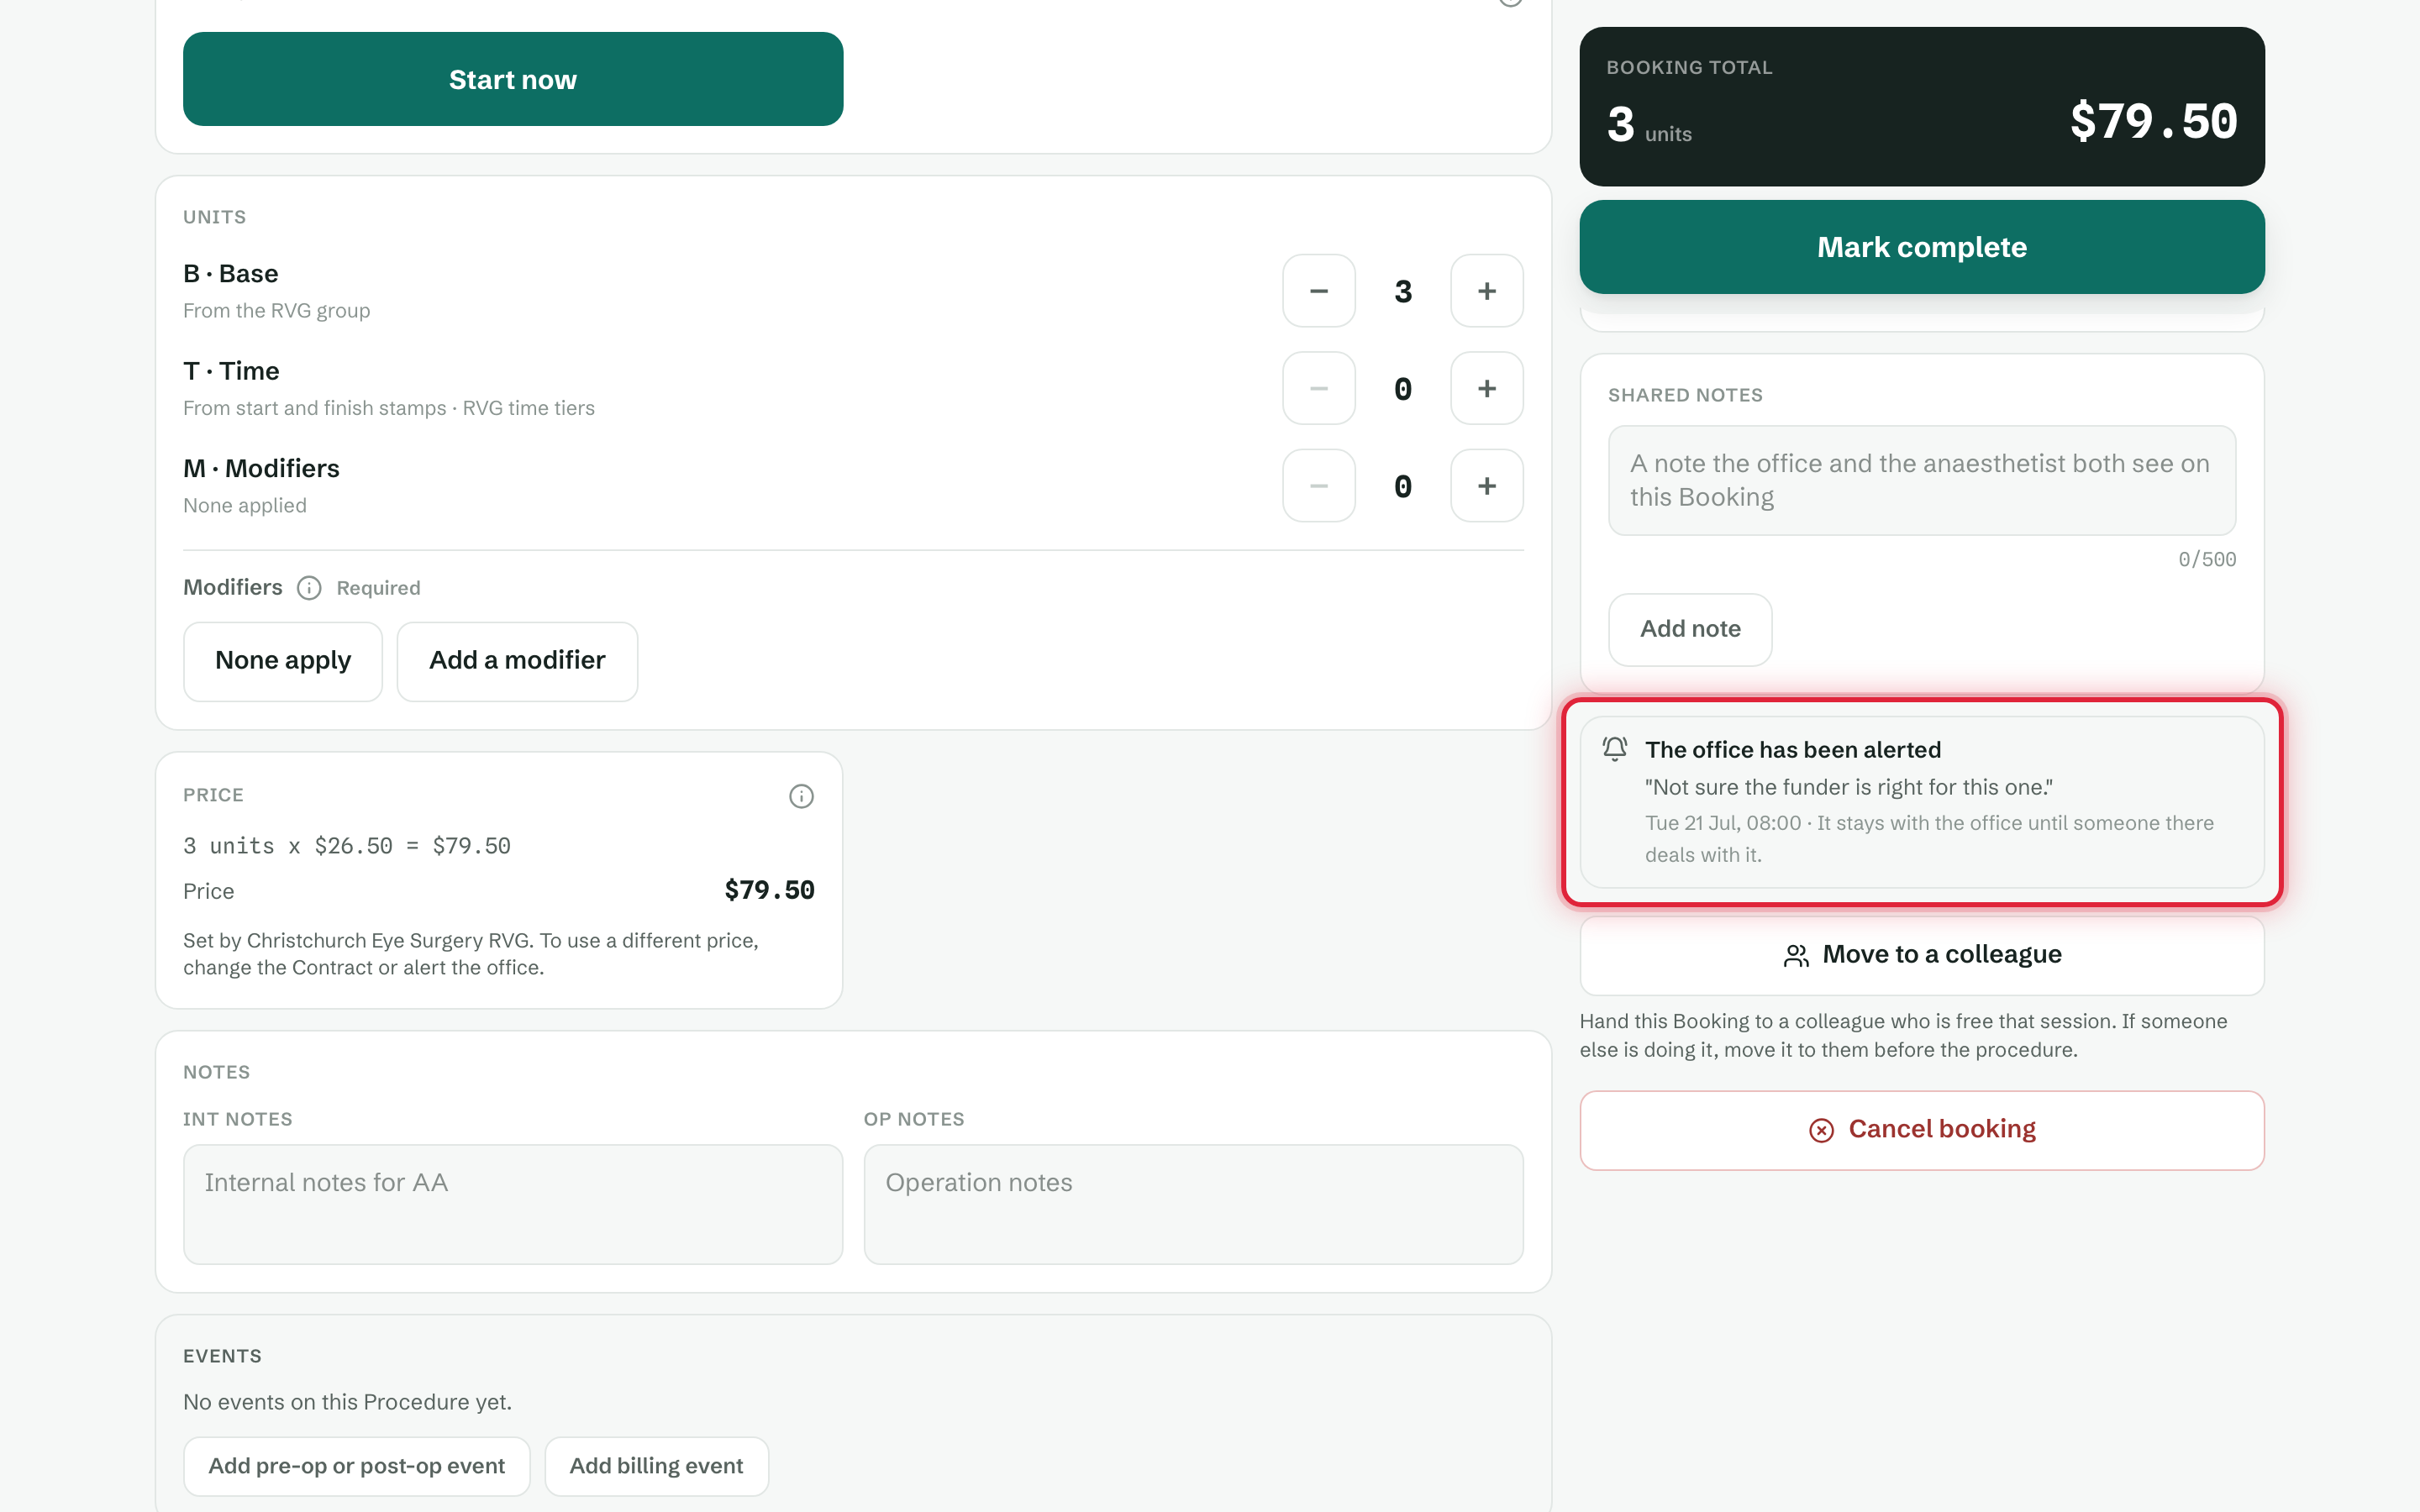 Start now
UNITS
B · Base
From the RVG group
− 3 +
T · Time
From start and finish stamps · RVG time tiers
− 0 +
M · Modifiers
None applied
− 0 +
Modifiers Required
None apply
Add a modifier
PRICE
3 units x $26.50 = $79.50
Price $79.50
Set by Christchurch Eye Surgery RVG. To use a different price,
change the Contract or alert the office.
NOTES
INT NOTES
Internal notes for AA
OP NOTES
Operation notes
EVENTS
No events on this Procedure yet.
Add pre-op or post-op event
Add billing event
BOOKING TOTAL
3 units $79.50
Mark complete
SHARED NOTES
A note the office and the anaesthetist both see on
this Booking
0/500
Add note
The office has been alerted
"Not sure the funder is right for this one."
Tue 21 Jul, 08:00 · It stays with the office until someone there
deals with it.
Move to a colleague
Hand this Booking to a colleague who is free that session. If someone
else is doing it, move it to them before the procedure.
Cancel booking